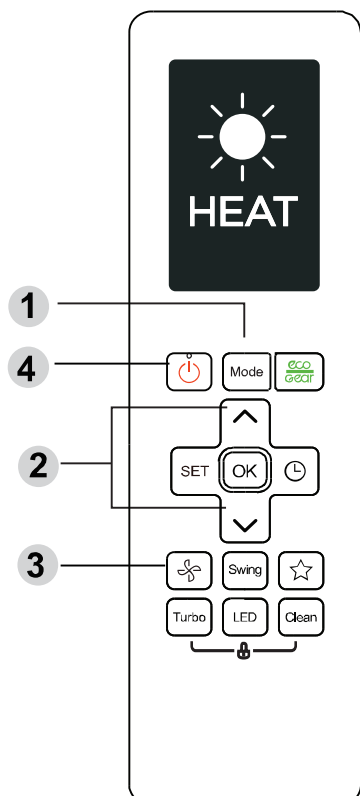 HEAT
1
4
Mode
eco
Gear
2
SET
OK
3
Swing
Turbo
LED
Clean